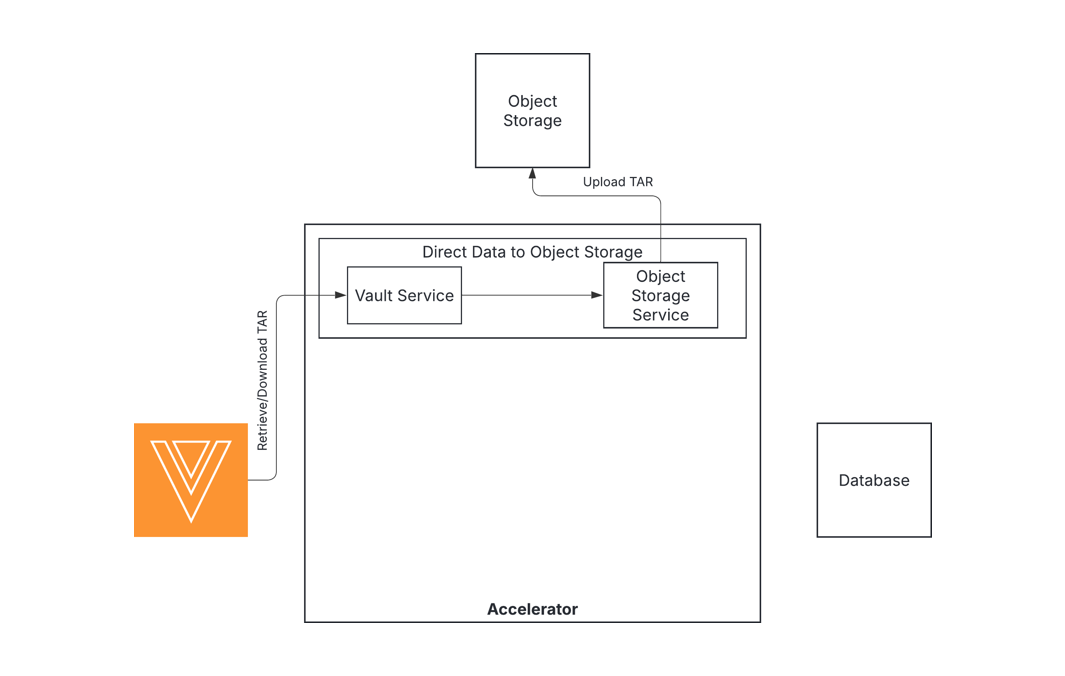 Object
Storage
Upload TAR
Direct Data to Object Storage
Vault Service
Object
Storage
Service
Retrieve/Download TAR
Database
Accelerator